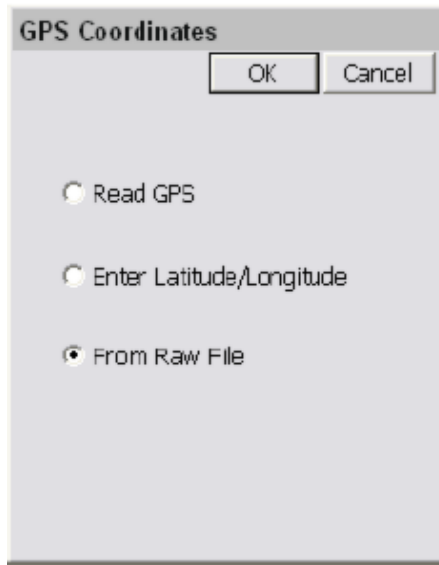 GPS Coordinates
OK Cancel
Read GPS
Enter Latitude/Longitude
From Raw File